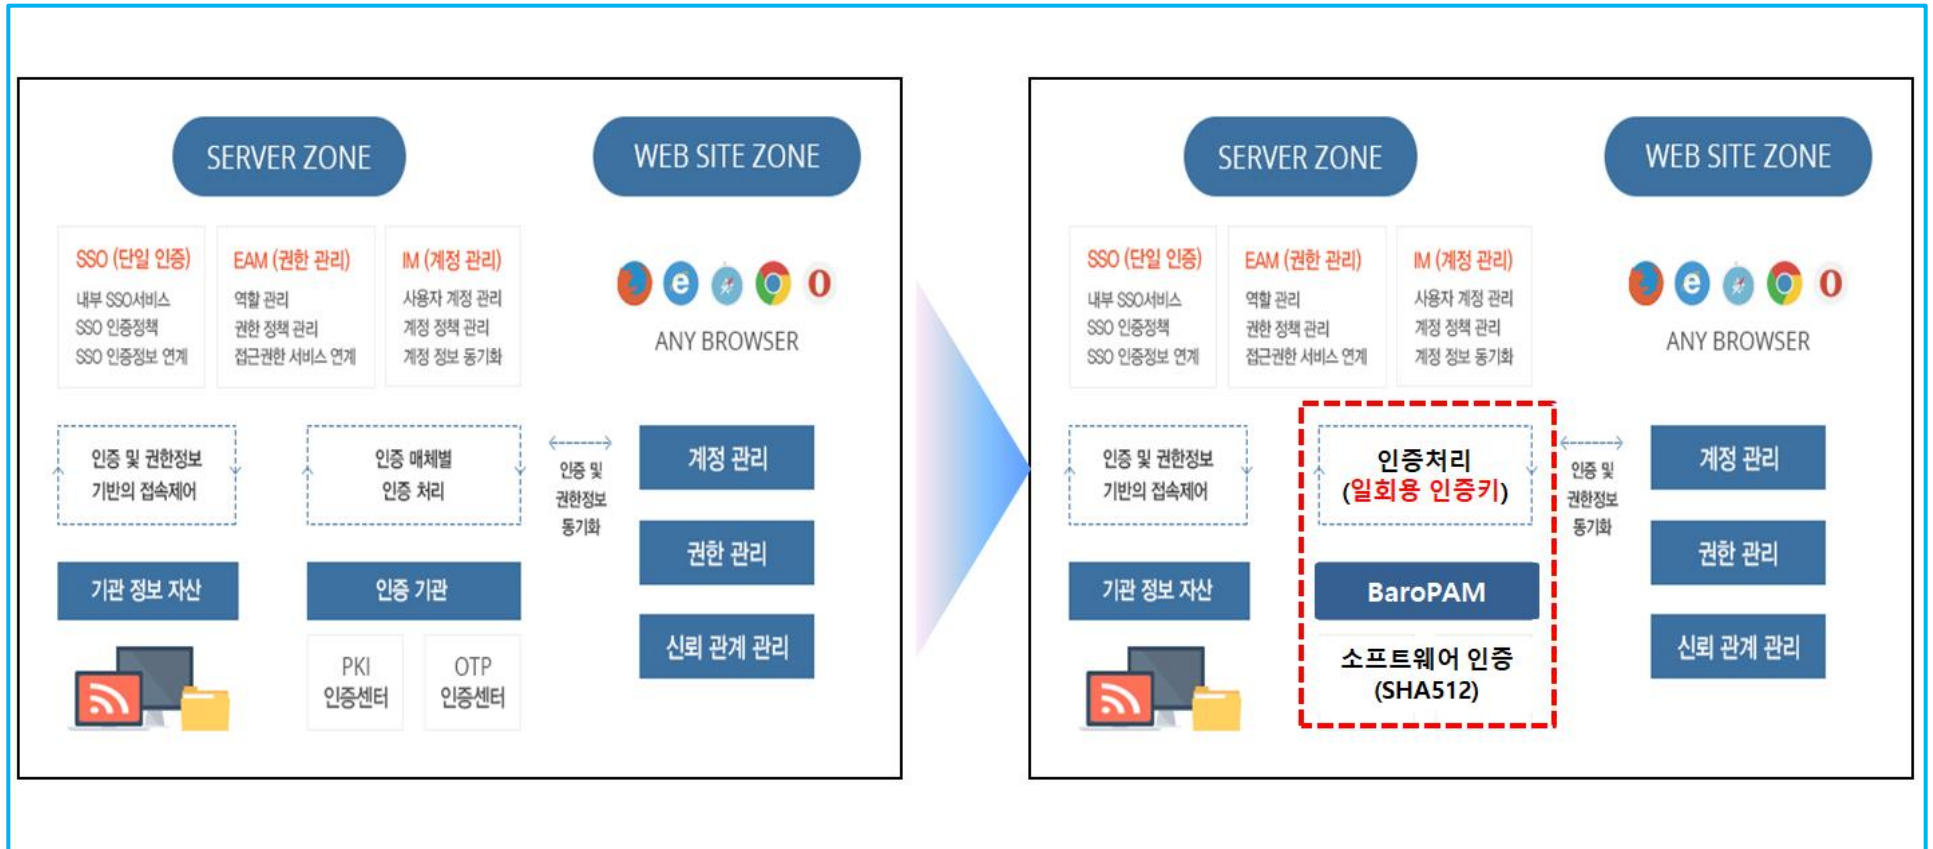 SERVER ZONE
WEB SITE ZONE
SSO (단일 인증)
내부 SSO서비스
SSO 인증정책
SSO 인증정보 연계
EAM (권한 관리)
역할 관리
권한 정책 관리
접근권한 서비스 연계
IM (계정 관리)
사용자 계정 관리
계정 정책 관리
계정 정보 동기화
ANY BROWSER
인증 및 권한정보
기반의 접속제어
인증 매체별
인증 처리
인증 및
권한정보
동기화
계정 관리
권한 관리
신뢰 관계 관리
기관 정보 자산
인증 기관
PKI
인증센터
OTP
인증센터
SERVER ZONE
WEB SITE ZONE
SSO (단일 인증)
내부 SSO서비스
SSO 인증정책
SSO 인증정보 연계
EAM (권한 관리)
역할 관리
권한 정책 관리
접근권한 서비스 연계
IM (계정 관리)
사용자 계정 관리
계정 정책 관리
계정 정보 동기화
ANY BROWSER
인증 및 권한정보
기반의 접속제어
인증처리
(일회용 인증키)
인증 및
권한정보
동기화
계정 관리
권한 관리
신뢰 관계 관리
기관 정보 자산
BaroPAM
소프트웨어 인증
(SHA512)